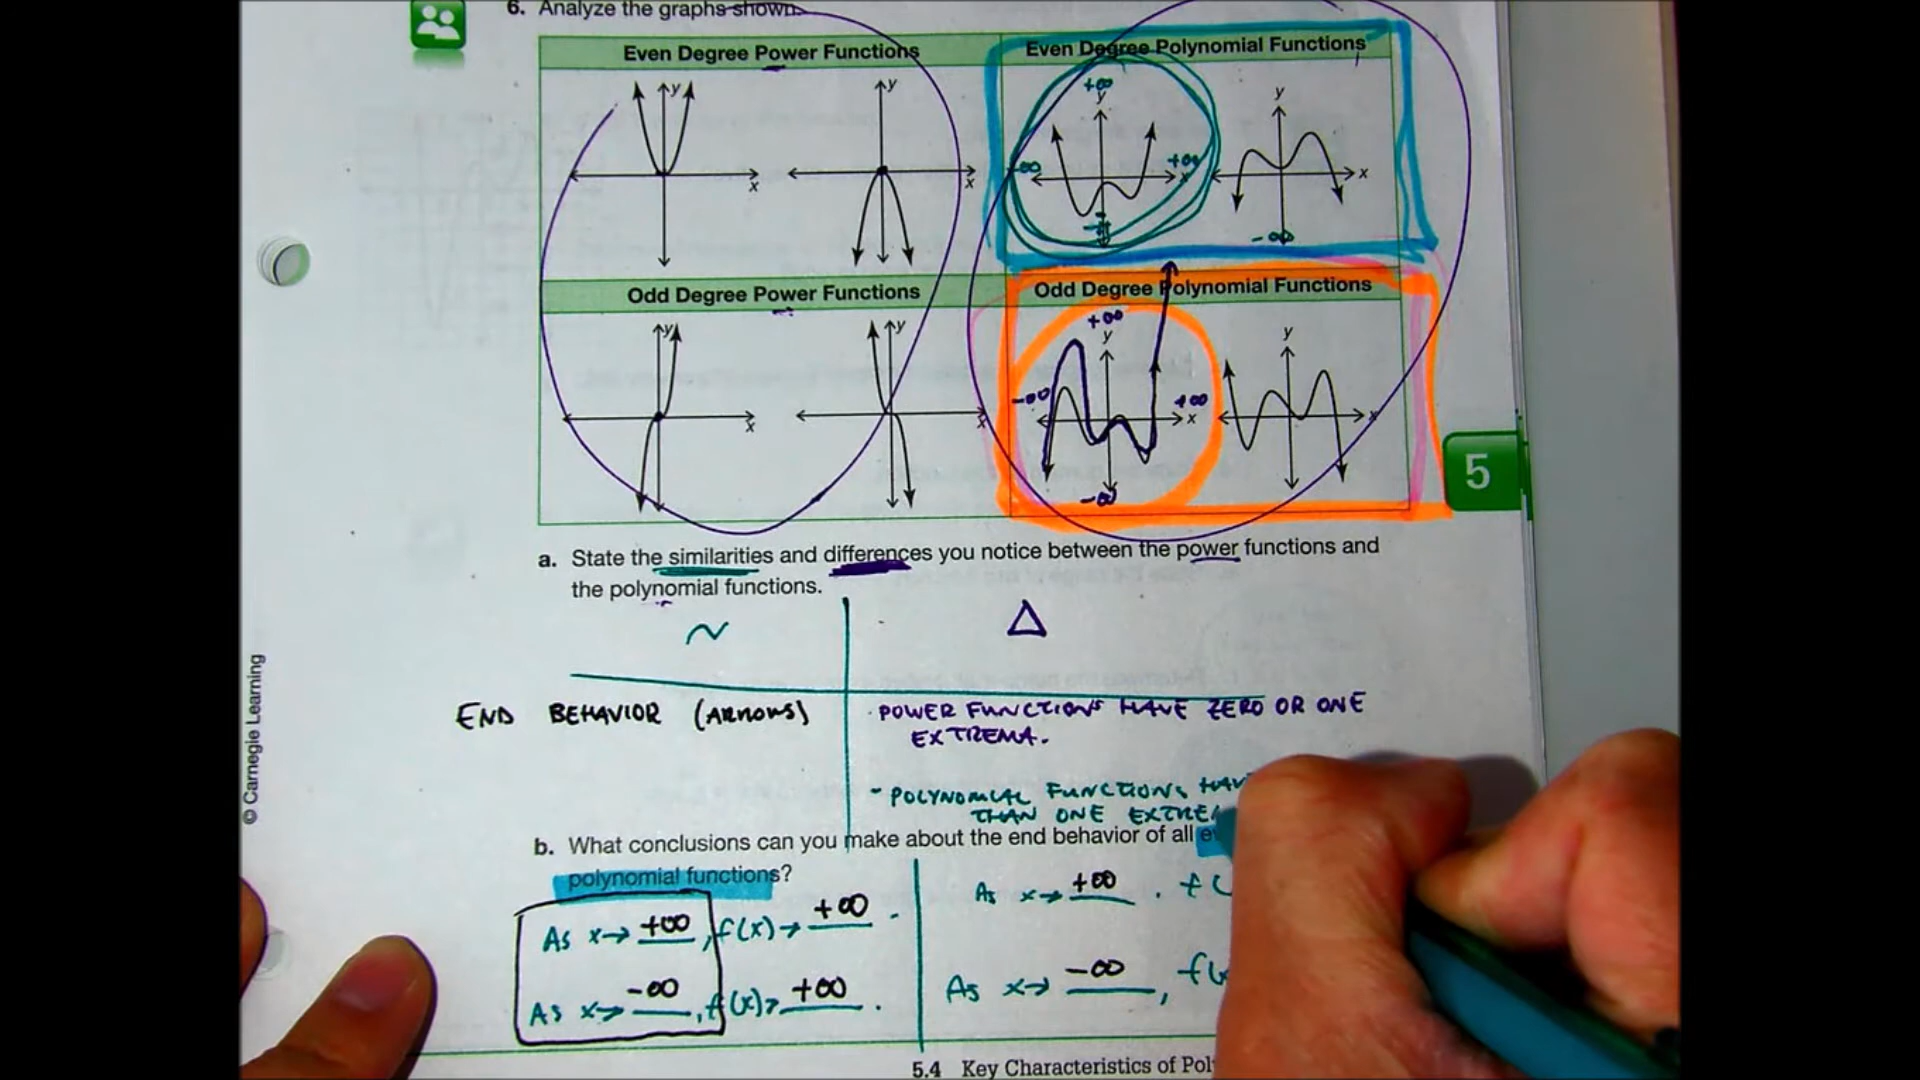 6. Analyze the graphs shown.
Even Degree Power Functions
Even Degree Polynomial Functions
y
x
y
x
+∞
y
-∞
+∞
x
y
x
-∞
Odd Degree Power Functions
Odd Degree Polynomial Functions
y
x
y
x
+∞
y
-∞
+∞
x
-∞
y
x
5
a. State the similarities and differences you notice between the power functions and
the polynomial functions.
~
Δ
END BEHAVIOR (ARROWS)
· POWER FUNCTIONS HAVE ZERO OR ONE
EXTREMA.
- POLYNOMIAL FUNCTIONS HAV
THAN ONE EXTRE
b. What conclusions can you make about the end behavior of all
polynomial functions?
As x→ +∞, f(x)→ +∞.
As x→ -∞, f(x)→ +∞.
As x→ +∞, f(
As x→ -∞, f(x
5.4 Key Characteristics of Pol
© Carnegie Learning